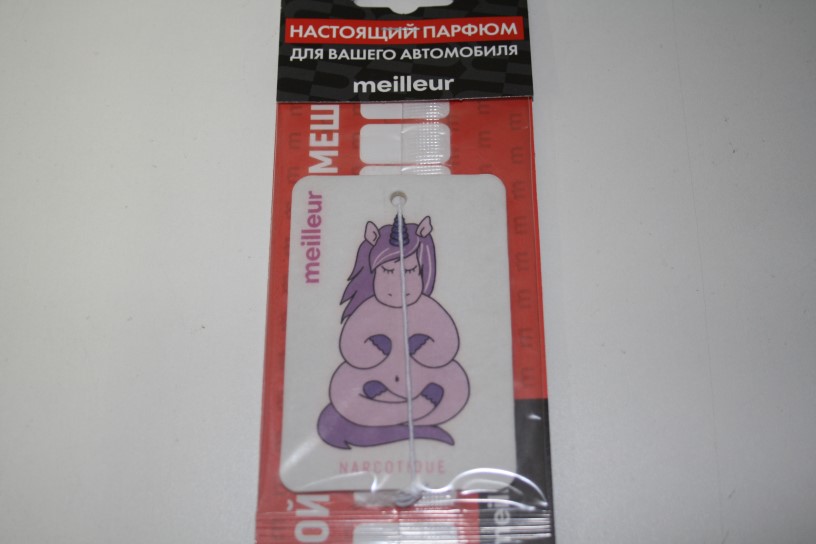 НАСТОЯЩИЙ ПАРФЮМ
ДЛЯ ВАШЕГО АВТОМОБИЛЯ
meilleur
meilleur
NARCOTIQUE